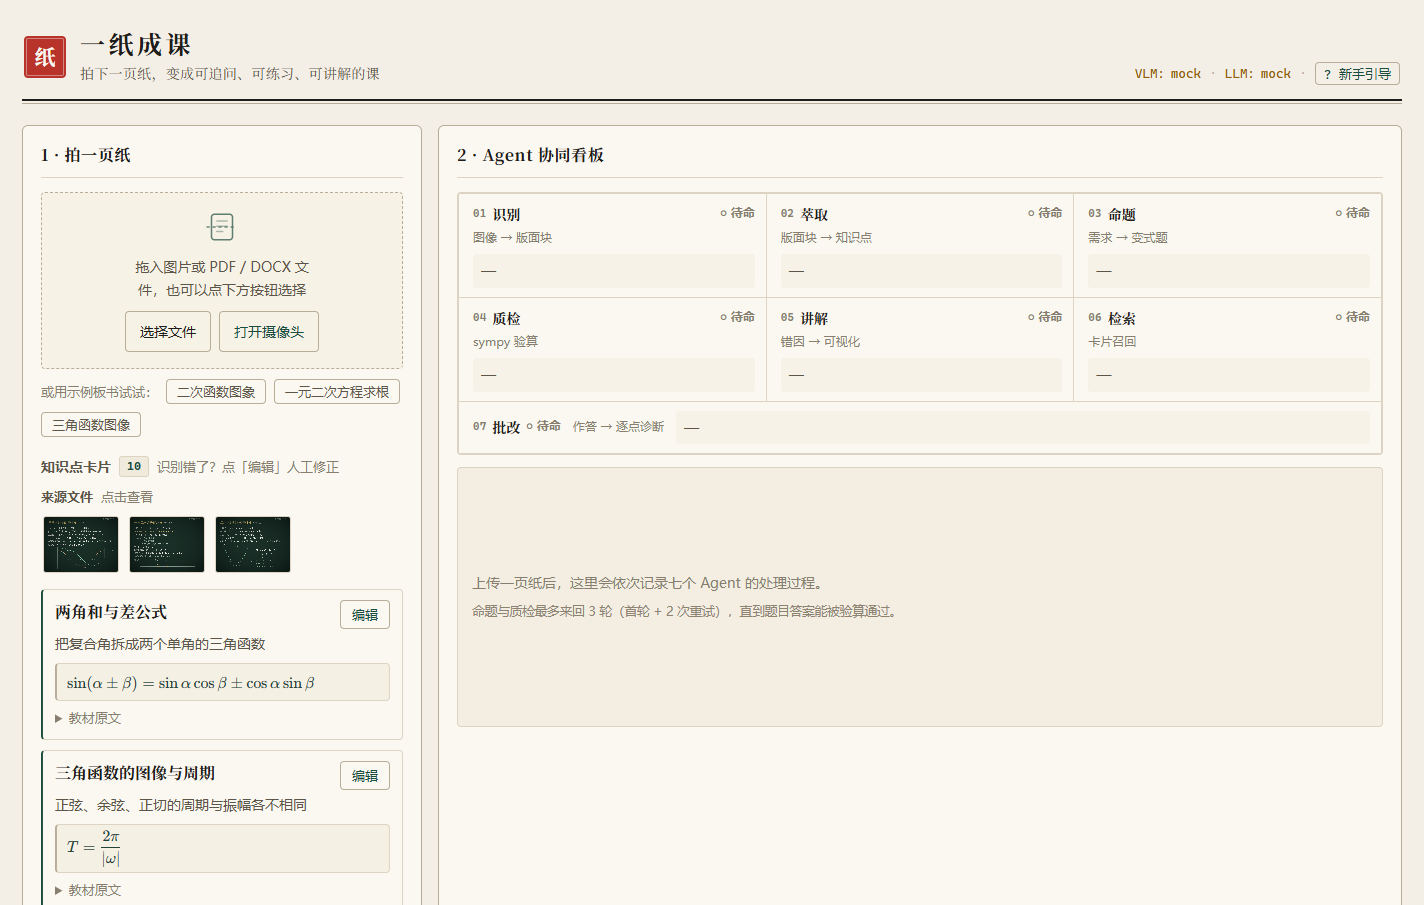 纸
一纸成课
拍下一页纸，变成可追问、可练习、可讲解的课
VLM: mock · LLM: mock · ? 新手引导
1 · 拍一页纸
拖入图片或 PDF / DOCX 文
件，也可以点下方按钮选择
选择文件 打开摄像头
或用示例板书试试： 二次函数图象 一元二次方程求根
三角函数图像
知识点卡片 10 识别错了？点「编辑」人工修正
来源文件 点击查看
两角和与差公式 编辑
把复合角拆成两个单角的三角函数
sin(α ± β) = sin α cos β ± cos α sin β
▶ 教材原文
三角函数的图像与周期 编辑
正弦、余弦、正切的周期与振幅各不相同
T = 2π / |ω|
▶ 教材原文
2 · Agent 协同看板
01 识别 待命
图像 → 版面块
—
02 萃取 待命
版面块 → 知识点
—
03 命题 待命
需求 → 变式题
—
04 质检 待命
sympy 验算
—
05 讲解 待命
错因 → 可视化
—
06 检索 待命
卡片召回
—
07 批改 待命 作答 → 逐点诊断 —
上传一页纸后，这里会依次记录七个 Agent 的处理过程。
命题与质检最多来回 3 轮（首轮 + 2 次重试），直到题目答案能被验算通过。